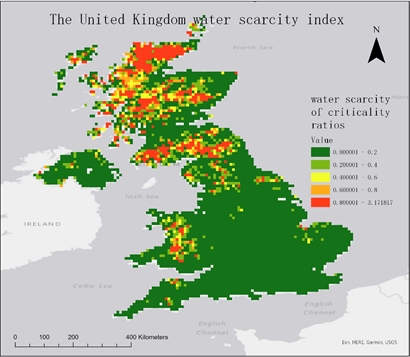 The United Kingdom water scarcity index
North Sea
N
water scarcity
of criticality
ratios
Value
0.000001 - 0.2
0.200001 - 0.4
0.400001 - 0.6
0.600001 - 0.8
0.800001 - 3.171817
Irish Sea
IRELAND
Celtic Sea
English
Channel
English
Channel
0 100 200 400 Kilometers
Esri, HERE, Garmin, USGS